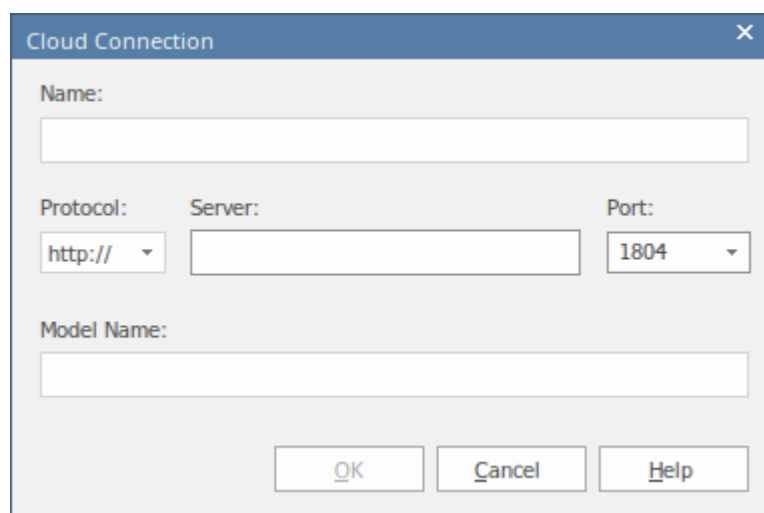 Cloud Connection
Name:
Protocol: Server: Port:
http:// 1804
Model Name:
OK Cancel Help